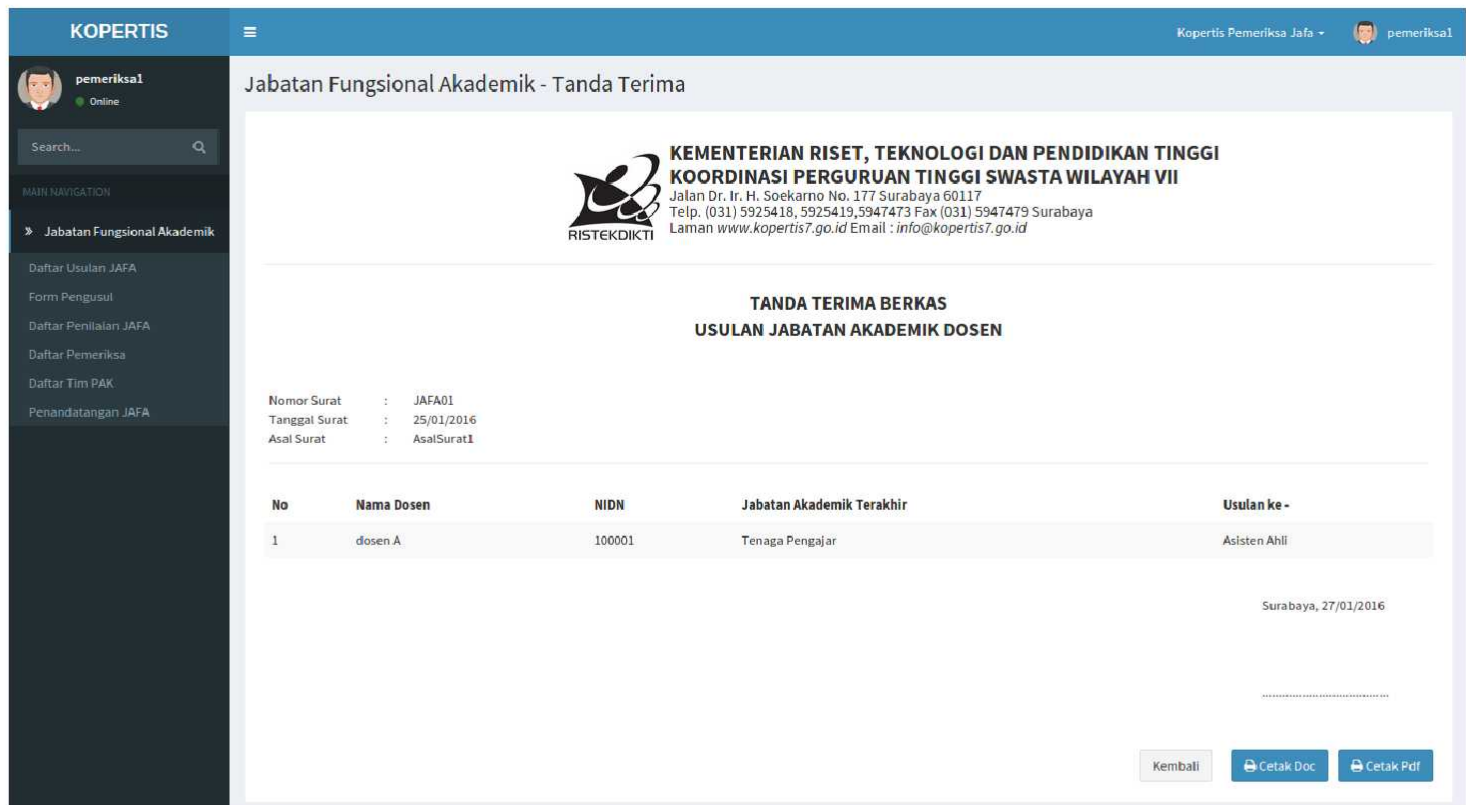 KOPERTIS
Kopertis Pemeriksa Jafa
pemeriksa1
pemeriksa1
Online
Search...
MAIN NAVIGATION
» Jabatan Fungsional Akademik
Daftar Usulan JAFA
Form Pengusul
Daftar Penilaian JAFA
Daftar Pemeriksa
Daftar Tim PAK
Penandatangan JAFA
Jabatan Fungsional Akademik - Tanda Terima
RISTEKDIKTI
KEMENTERIAN RISET, TEKNOLOGI DAN PENDIDIKAN TINGGI
KOORDINASI PERGURUAN TINGGI SWASTA WILAYAH VII
Jalan Dr. Ir. H. Soekarno No. 177 Surabaya 60117
Telp. (031) 5925418, 5925419,5947473 Fax (031) 5947479 Surabaya
Laman www.kopertis7.go.id Email : info@kopertis7.go.id
TANDA TERIMA BERKAS
USULAN JABATAN AKADEMIK DOSEN
Nomor Surat : JAFA01
Tanggal Surat : 25/01/2016
Asal Surat : AsalSurat1
No Nama Dosen NIDN Jabatan Akademik Terakhir Usulan ke -
1 dosen A 100001 Tenaga Pengajar Asisten Ahli
Surabaya, 27/01/2016
......................................
Kembali Cetak Doc Cetak Pdf